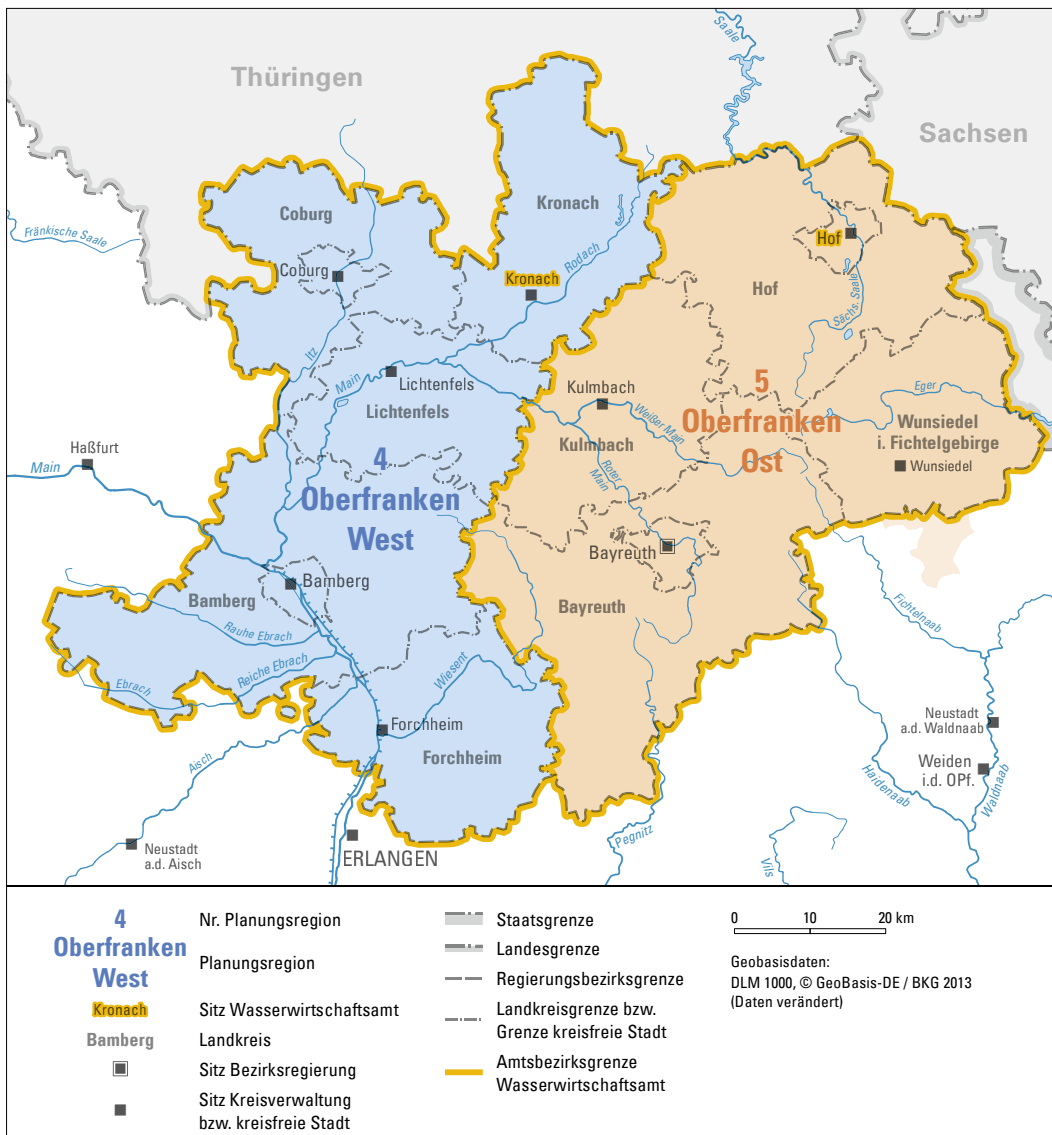 Saale
Thüringen
Sachsen
Coburg
Kronach
Fränkische Saale
Hof
Coburg
Kronach
Rodach
Hof
Sächs. Saale
Itz
Main
Lichtenfels
Lichtenfels
Kulmbach
5
Oberfranken
Ost
Eger
Weißer Main
Kulmbach
Wunsiedel
i. Fichtelgebirge
Wunsiedel
Haßfurt
Main
4
Oberfranken
West
Roter
Main
Bayreuth
Bamberg
Bamberg
Bayreuth
Rauhe Ebrach
Fichtelnaab
Reiche Ebrach
Ebrach
Wiesent
Forchheim
Forchheim
Neustadt
a.d. Waldnaab
Aisch
Weiden
i.d. OPf.
Haidenaab
Waldnaab
Pegnitz
Neustadt
a.d. Aisch
ERLANGEN
Vils
4
Oberfranken
West
Nr. Planungsregion
Planungsregion
Kronach
Sitz Wasserwirtschaftsamt
Bamberg
Landkreis
Sitz Bezirksregierung
Sitz Kreisverwaltung
bzw. kreisfreie Stadt
Staatsgrenze
Landesgrenze
Regierungsbezirksgrenze
Landkreisgrenze bzw.
Grenze kreisfreie Stadt
Amtsbezirksgrenze
Wasserwirtschaftsamt
0 10 20 km
Geobasisdaten:
DLM 1000, © GeoBasis-DE / BKG 2013
(Daten verändert)